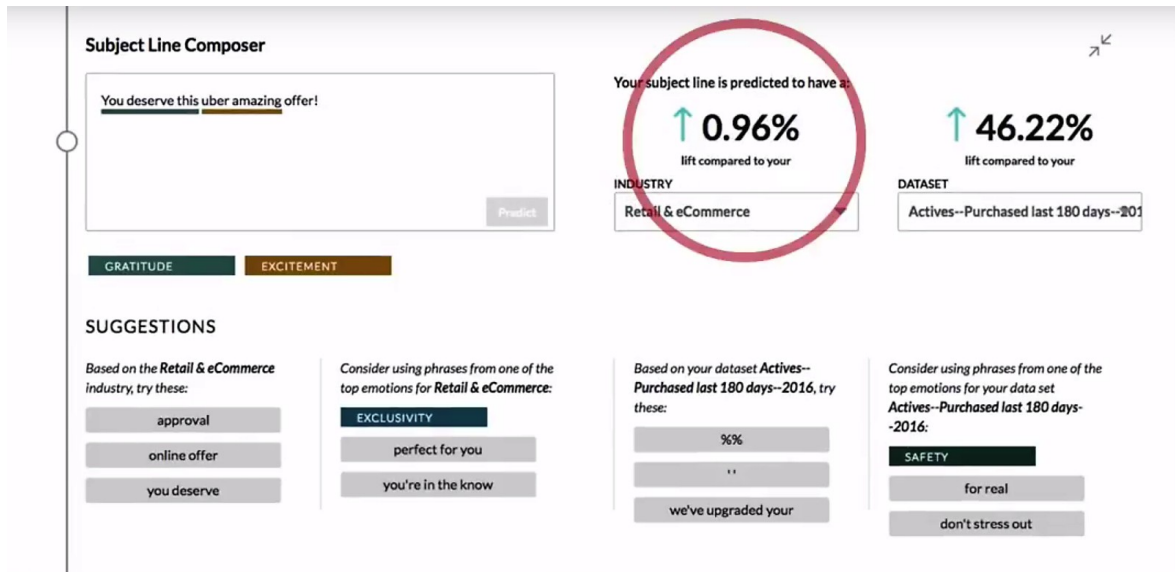 Subject Line Composer
You deserve this uber amazing offer!
Predict
GRATITUDE
EXCITEMENT
Your subject line is predicted to have a:
↑ 0.96%
lift compared to your
INDUSTRY
Retail & eCommerce
↑ 46.22%
lift compared to your
DATASET
Actives--Purchased last 180 days--201
SUGGESTIONS
Based on the Retail & eCommerce
industry, try these:
approval
online offer
you deserve
Consider using phrases from one of the
top emotions for Retail & eCommerce:
EXCLUSIVITY
perfect for you
you're in the know
Based on your dataset Actives--
Purchased last 180 days--2016, try
these:
%%
' '
we've upgraded your
Consider using phrases from one of the
top emotions for your data set
Actives--Purchased last 180 days-
-2016:
SAFETY
for real
don't stress out